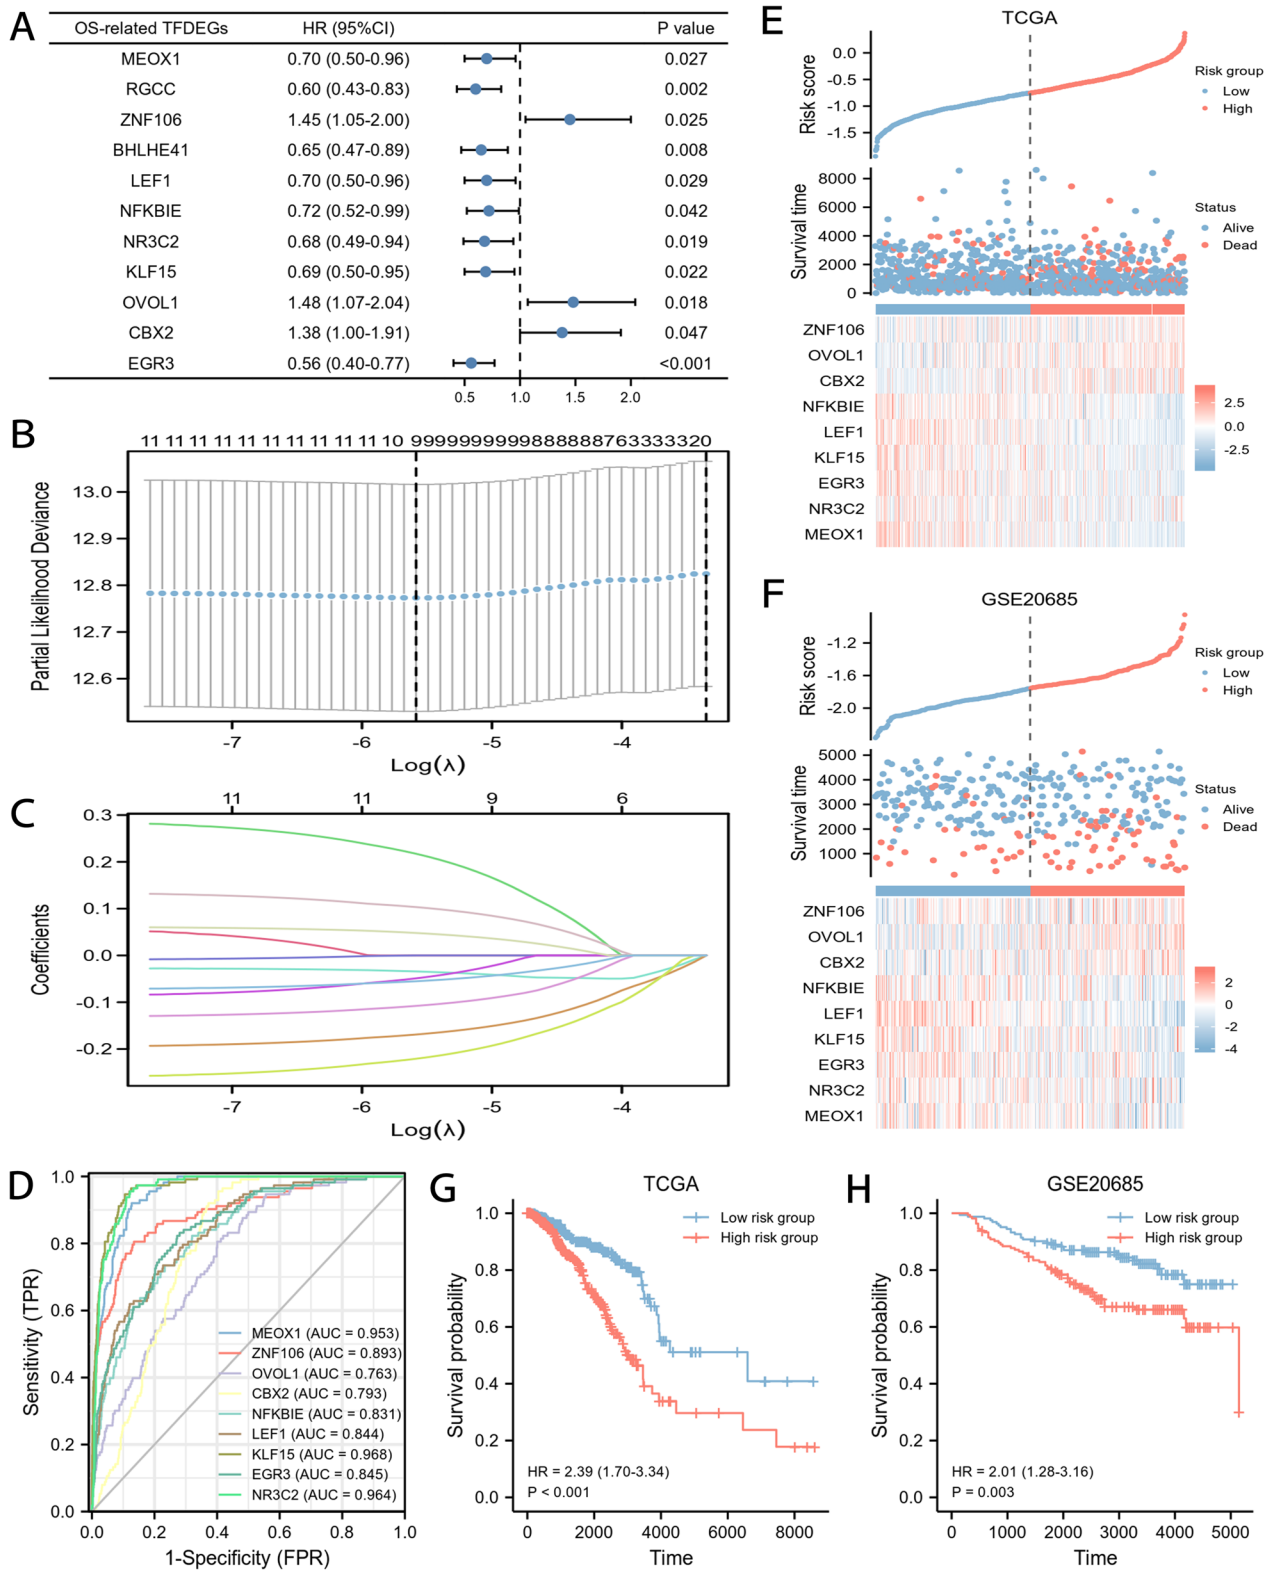 A
OS-related TFDEGs HR (95%CI) P value
MEOX1 0.70 (0.50-0.96) 0.027
RGCC 0.60 (0.43-0.83) 0.002
ZNF106 1.45 (1.05-2.00) 0.025
BHLHE41 0.65 (0.47-0.89) 0.008
LEF1 0.70 (0.50-0.96) 0.029
NFKBIE 0.72 (0.52-0.99) 0.042
NR3C2 0.68 (0.49-0.94) 0.019
KLF15 0.69 (0.50-0.95) 0.022
OVOL1 1.48 (1.07-2.04) 0.018
CBX2 1.38 (1.00-1.91) 0.047
EGR3 0.56 (0.40-0.77) <0.001
0.5 1.0 1.5 2.0
B
11 11 11 11 11 11 11 11 11 11 10 99999999999888888763333320
Partial Likelihood Deviance
13.0
12.9
12.8
12.7
12.6
-7 -6 -5 -4
Log(λ)
C
11 11 9 6
Coefficients
0.3
0.2
0.1
0.0
-0.1
-0.2
-7 -6 -5 -4
Log(λ)
D
Sensitivity (TPR)
1.0
0.8
0.6
0.4
0.2
0.0
MEOX1 (AUC = 0.953)
ZNF106 (AUC = 0.893)
OVOL1 (AUC = 0.763)
CBX2 (AUC = 0.793)
NFKBIE (AUC = 0.831)
LEF1 (AUC = 0.844)
KLF15 (AUC = 0.968)
EGR3 (AUC = 0.845)
NR3C2 (AUC = 0.964)
0.0 0.2 0.4 0.6 0.8 1.0
1-Specificity (FPR)
E
TCGA
Risk score
0.0
-0.5
-1.0
-1.5
Risk group
Low
High
Survival time
8000
6000
4000
2000
0
Status
Alive
Dead
ZNF106
OVOL1
CBX2
NFKBIE
LEF1
KLF15
EGR3
NR3C2
MEOX1
2.5
0.0
-2.5
F
GSE20685
Risk score
-1.2
-1.6
-2.0
Risk group
Low
High
Survival time
5000
4000
3000
2000
1000
Status
Alive
Dead
ZNF106
OVOL1
CBX2
NFKBIE
LEF1
KLF15
EGR3
NR3C2
MEOX1
2
0
-2
-4
G
TCGA
Survival probability
1.0
0.8
0.6
0.4
0.2
0.0
Low risk group
High risk group
HR = 2.39 (1.70-3.34)
P < 0.001
0 2000 4000 6000 8000
Time
H
GSE20685
Survival probability
1.0
0.8
0.6
0.4
0.2
0.0
Low risk group
High risk group
HR = 2.01 (1.28-3.16)
P = 0.003
0 1000 2000 3000 4000 5000
Time